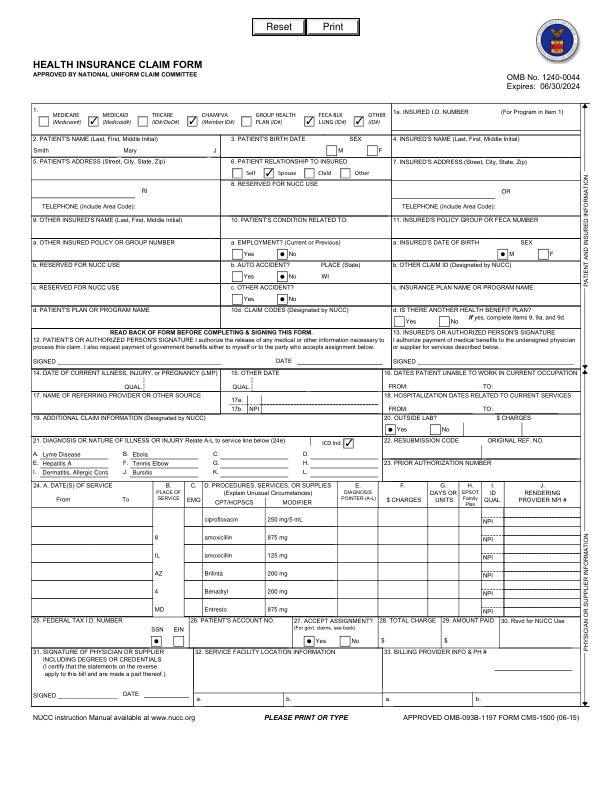 Reset Print
HEALTH INSURANCE CLAIM FORM
APPROVED BY NATIONAL UNIFORM CLAIM COMMITTEE
OMB No. 1240-0044
Expires: 06/30/2024
1. MEDICARE MEDICAID TRICARE CHAMPVA GROUP HEALTH FECA BLK OTHER 1a. INSURED I.D. NUMBER (For Program in Item 1)
(Medicare#) (Medicaid#) (ID#/DoD#) (Member ID#) PLAN (ID#) LUNG (ID#) (ID#)
2. PATIENT'S NAME (Last, First, Middle Initial) 3. PATIENT'S BIRTH DATE SEX 4. INSURED'S NAME (Last, First, Middle Initial)
Smith Mary J M F
5. PATIENT'S ADDRESS (Street, City, State, Zip) 6. PATIENT RELATIONSHIP TO INSURED 7. INSURED'S ADDRESS (Street, City, State, Zip)
Self Spouse Child Other
RI 8. RESERVED FOR NUCC USE OR
TELEPHONE (Include Area Code): TELEPHONE (Include Area Code):
9. OTHER INSURED'S NAME (Last, First, Middle Initial) 10. PATIENT'S CONDITION RELATED TO: 11. INSURED'S POLICY GROUP OR FECA NUMBER
a. OTHER INSURED POLICY OR GROUP NUMBER a. EMPLOYMENT? (Current or Previous) a. INSURED'S DATE OF BIRTH SEX
Yes No M F
b. RESERVED FOR NUCC USE b. AUTO ACCIDENT? PLACE (State) b. OTHER CLAIM ID (Designated by NUCC)
Yes No WI
c. RESERVED FOR NUCC USE c. OTHER ACCIDENT? c. INSURANCE PLAN NAME OR PROGRAM NAME
Yes No
d. PATIENT'S PLAN OR PROGRAM NAME 10d. CLAIM CODES (Designated by NUCC) d. IS THERE ANOTHER HEALTH BENEFIT PLAN?
Yes No If yes, complete items 9, 9a, and 9d.
PATIENT AND INSURED INFORMATION
READ BACK OF FORM BEFORE COMPLETING & SIGNING THIS FORM. 13. INSURED'S OR AUTHORIZED PERSON'S SIGNATURE
12. PATIENT'S OR AUTHORIZED PERSON'S SIGNATURE I authorize the release of any medical or other information necessary to I authorize payment of medical benefits to the undersigned physician
process this claim. I also request payment of government benefits either to myself or to the party who accepts assignment below. or supplier for services described below.
SIGNED DATE SIGNED
14. DATE OF CURRENT ILLNESS, INJURY, or PREGNANCY (LMP) 15. OTHER DATE 16. DATES PATIENT UNABLE TO WORK IN CURRENT OCCUPATION
QUAL. QUAL. FROM: TO:
17. NAME OF REFERRING PROVIDER OR OTHER SOURCE 17a. 18. HOSPITALIZATION DATES RELATED TO CURRENT SERVICES
17b. NPI FROM: TO:
19. ADDITIONAL CLAIM INFORMATION (Designated by NUCC) 20. OUTSIDE LAB? $ CHARGES
Yes No
21. DIAGNOSIS OR NATURE OF ILLNESS OR INJURY Relate A-L to service line below (24e) ICD Ind. 22. RESUBMISSION CODE ORIGINAL REF. NO.
A. Lyme Disease B. Ebola C. D.
E. Hepatitis A F. Tennis Elbow G. H. 23. PRIOR AUTHORIZATION NUMBER
I. Dermatitis, Allergic Cont J. Bursitis K. L.
24. A. DATE(S) OF SERVICE B. C. D. PROCEDURES, SERVICES, OR SUPPLIES E. F. G. H. I. J.
From To PLACE OF SERVICE EMG (Explain Unusual Circumstances) CPT/HCPSCS MODIFIER DIAGNOSIS POINTER (A-L) $ CHARGES DAYS OR UNITS EPSOT Family Plan ID QUAL. RENDERING PROVIDER NPI #
ciprofloxacin 250 mg/5 mL NPI
8 amoxicillin 875 mg NPI
IL amoxicillin 125 mg NPI
AZ Brilinta 200 mg NPI
4 Benadryl 200 mg NPI
MD Entresto 875 mg NPI
25. FEDERAL TAX I.D. NUMBER SSN EIN 26. PATIENT'S ACCOUNT NO. 27. ACCEPT ASSIGNMENT? 28. TOTAL CHARGE 29. AMOUNT PAID 30. Rsvd for NUCC Use
(For govt. claims, see back)
Yes No $ $
31. SIGNATURE OF PHYSICIAN OR SUPPLIER 32. SERVICE FACILITY LOCATION INFORMATION 33. BILLING PROVIDER INFO & PH #
INCLUDING DEGREES OR CREDENTIALS
(I certify that the statements on the reverse
apply to this bill and are made a part thereof.)
SIGNED DATE a. b. a. b.
PHYSICIAN OR SUPPLIER INFORMATION
NUCC instruction Manual available at www.nucc.org PLEASE PRINT OR TYPE APPROVED OMB-093B-1197 FORM CMS-1500 (06-15)